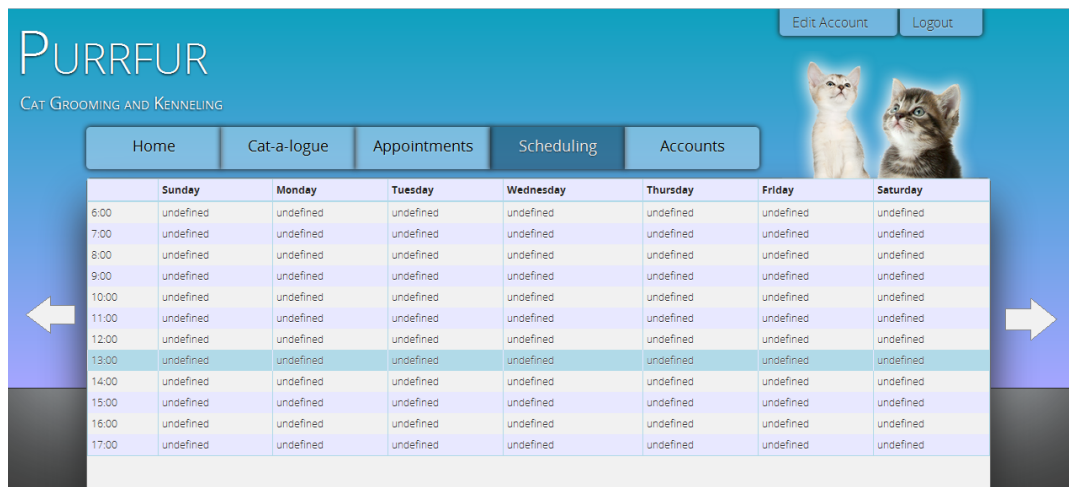 Edit Account Logout
PURRFUR
CAT GROOMING AND KENNELING
Home Cat-a-logue Appointments Scheduling Accounts
Sunday Monday Tuesday Wednesday Thursday Friday Saturday
6:00 undefined undefined undefined undefined undefined undefined undefined
7:00 undefined undefined undefined undefined undefined undefined undefined
8:00 undefined undefined undefined undefined undefined undefined undefined
9:00 undefined undefined undefined undefined undefined undefined undefined
10:00 undefined undefined undefined undefined undefined undefined undefined
11:00 undefined undefined undefined undefined undefined undefined undefined
12:00 undefined undefined undefined undefined undefined undefined undefined
13:00 undefined undefined undefined undefined undefined undefined undefined
14:00 undefined undefined undefined undefined undefined undefined undefined
15:00 undefined undefined undefined undefined undefined undefined undefined
16:00 undefined undefined undefined undefined undefined undefined undefined
17:00 undefined undefined undefined undefined undefined undefined undefined